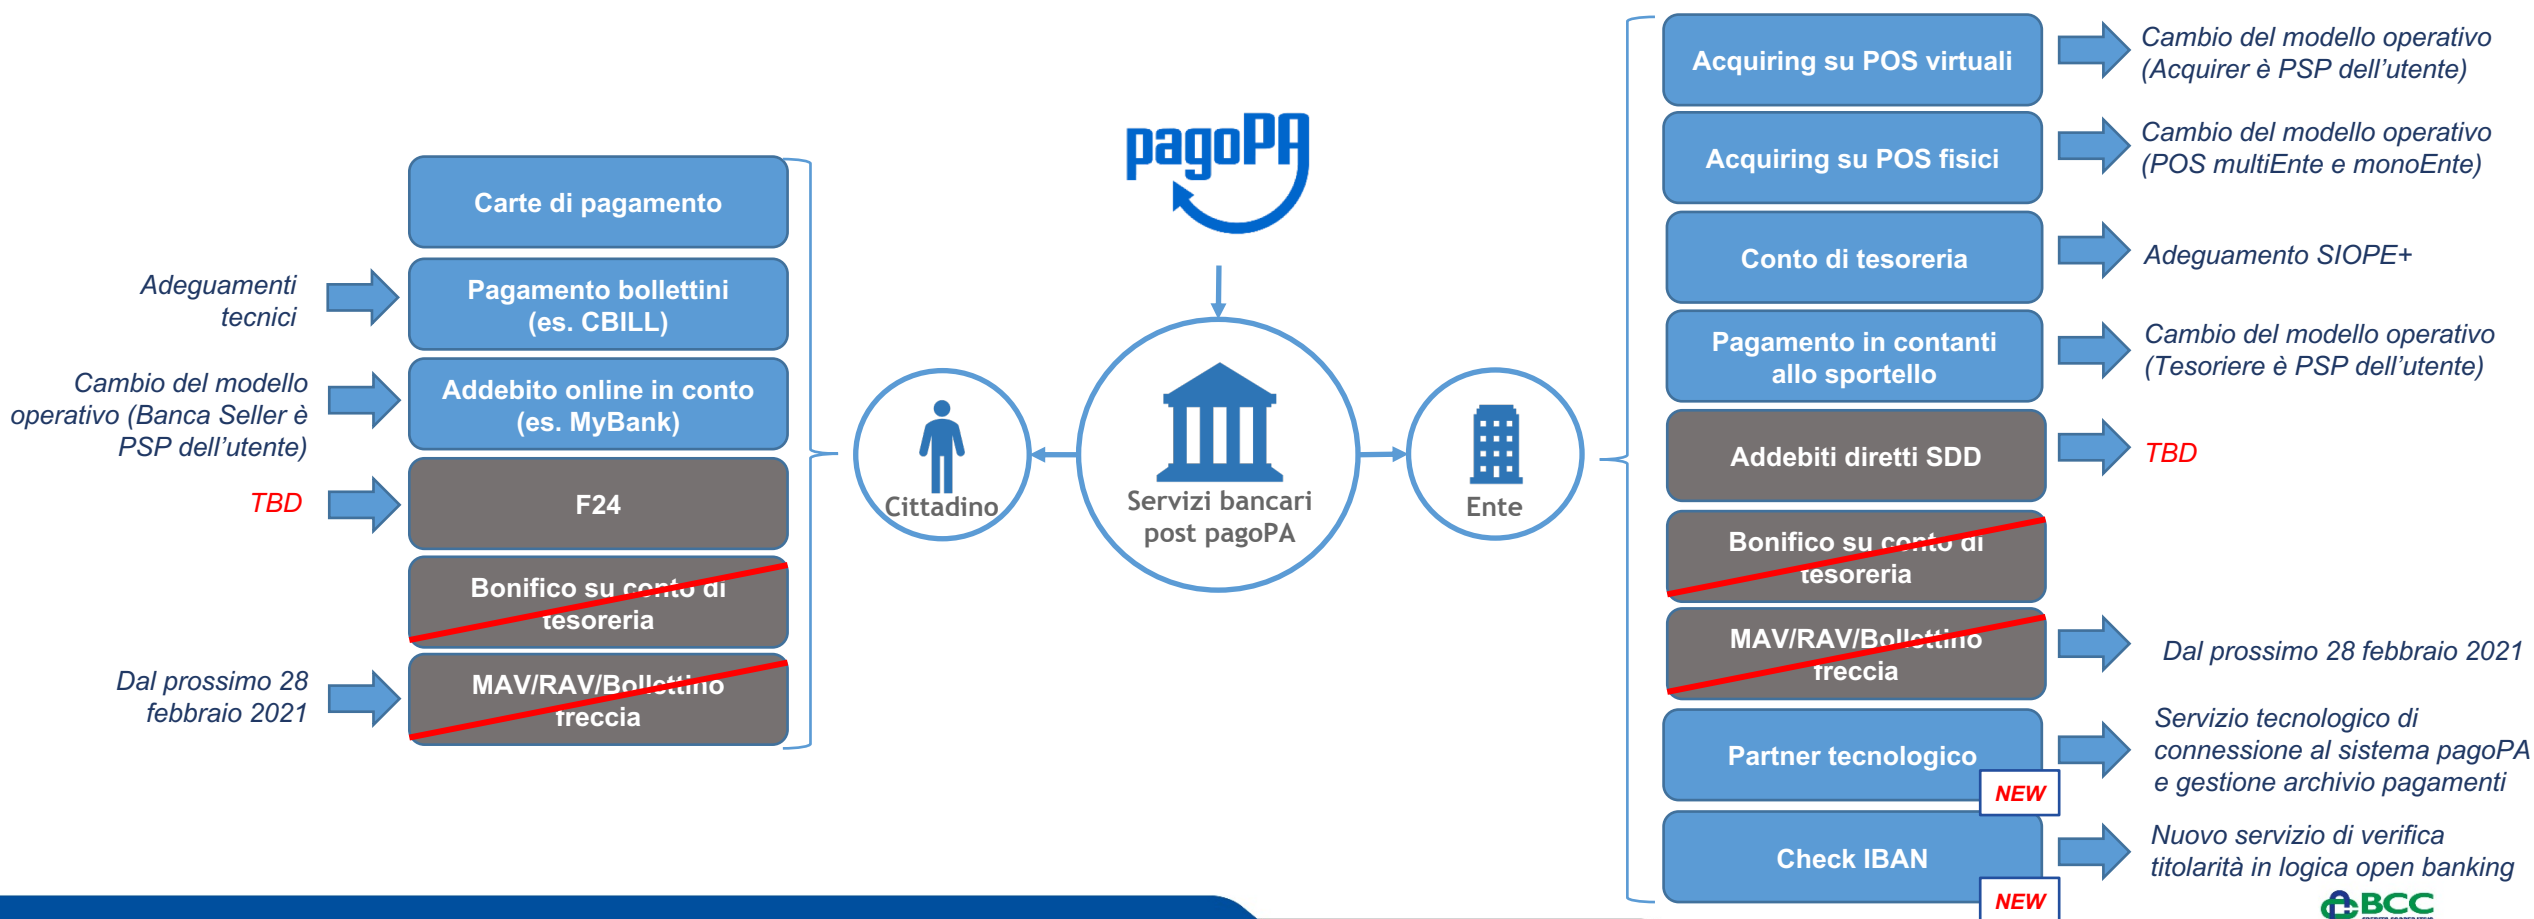 pagoPA
Carte di pagamento
Adeguamenti
tecnici
Pagamento bollettini
(es. CBILL)
Cambio del modello
operativo (Banca Seller è
PSP dell'utente)
Addebito online in conto
(es. MyBank)
TBD
F24
Bonifico su conto di
tesoreria
Dal prossimo 28
febbraio 2021
MAV/RAV/Bollettino
freccia
Cittadino
Servizi bancari
post pagoPA
Ente
Acquiring su POS virtuali
Cambio del modello operativo
(Acquirer è PSP dell'utente)
Acquiring su POS fisici
Cambio del modello operativo
(POS multiEnte e monoEnte)
Conto di tesoreria
Adeguamento SIOPE+
Pagamento in contanti
allo sportello
Cambio del modello operativo
(Tesoriere è PSP dell'utente)
Addebiti diretti SDD
TBD
Bonifico su conto di
tesoreria
MAV/RAV/Bollettino
freccia
Dal prossimo 28 febbraio 2021
Partner tecnologico
NEW
Servizio tecnologico di
connessione al sistema pagoPA
e gestione archivio pagamenti
Check IBAN
NEW
Nuovo servizio di verifica
titolarità in logica open banking
BCC